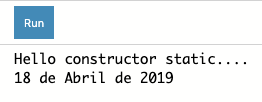 Run
Hello constructor static....
18 de Abril de 2019